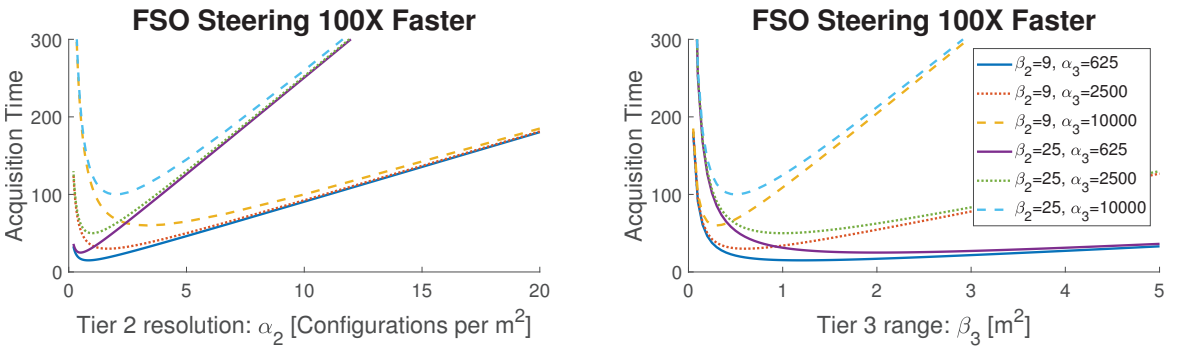 FSO Steering 100X Faster
300
200
100
0
Acquisition Time
0 5 10 15 20
Tier 2 resolution: α₂ [Configurations per m²]
FSO Steering 100X Faster
300
200
100
0
Acquisition Time
β₂=9, α₃=625
β₂=9, α₃=2500
β₂=9, α₃=10000
β₂=25, α₃=625
β₂=25, α₃=2500
β₂=25, α₃=10000
0 1 2 3 4 5
Tier 3 range: β₃ [m²]